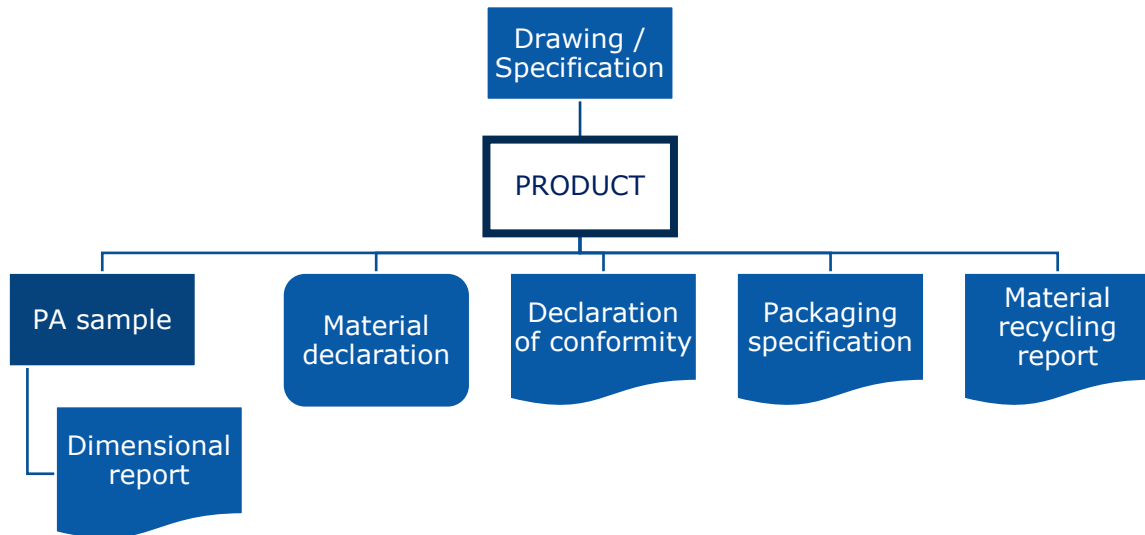 Drawing /
Specification
PRODUCT
PA sample
Material
declaration
Declaration
of conformity
Packaging
specification
Material
recycling
report
Dimensional
report